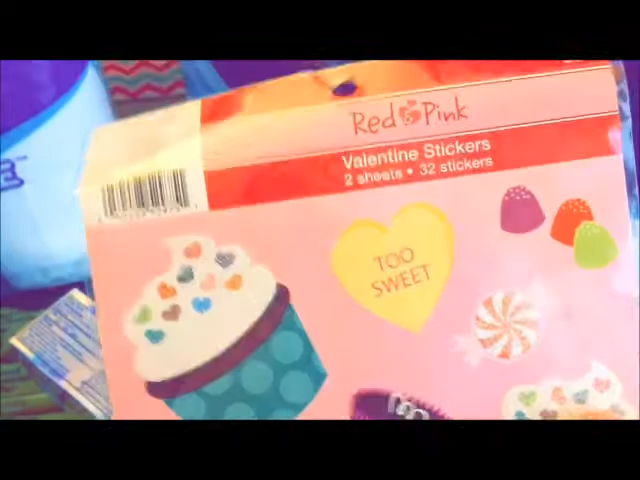 Red & Pink
Valentine Stickers
2 sheets • 32 stickers
TOO
SWEET